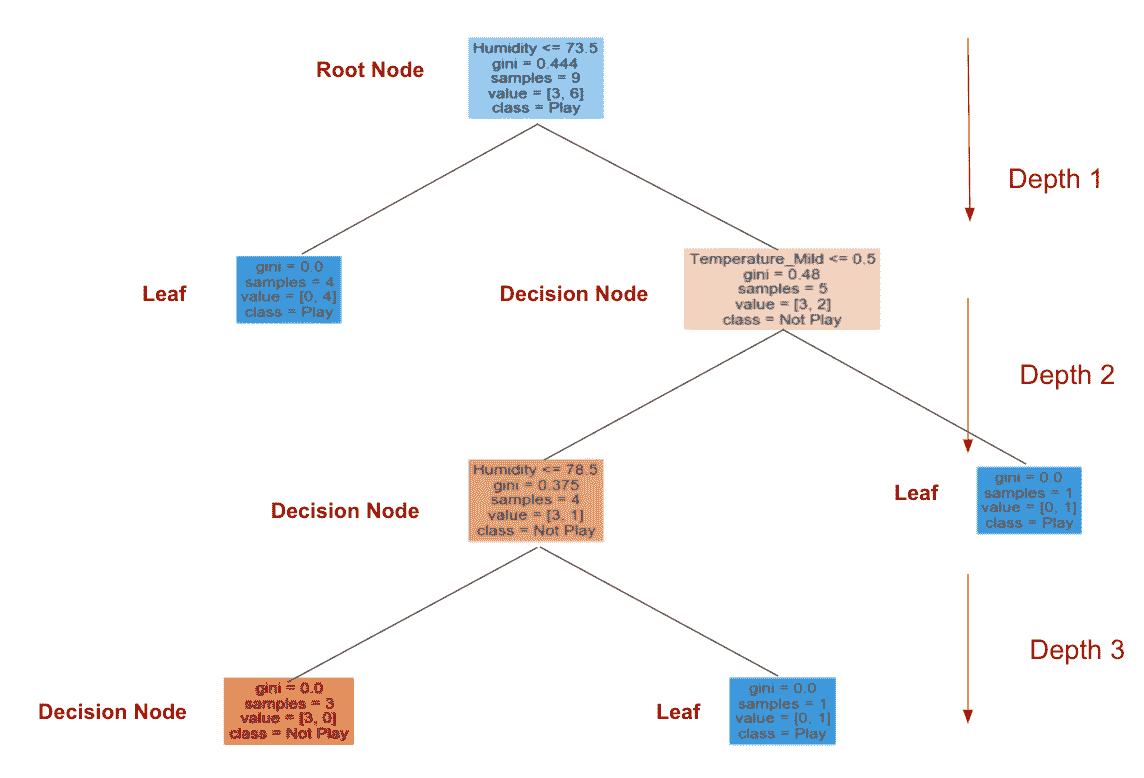 Root Node
Humidity <= 73.5
gini = 0.444
samples = 9
value = [3, 6]
class = Play
Depth 1
Leaf
gini = 0.0
samples = 4
value = [0, 4]
class = Play
Decision Node
Temperature_Mild <= 0.5
gini = 0.48
samples = 5
value = [3, 2]
class = Not Play
Depth 2
Decision Node
Humidity <= 78.5
gini = 0.375
samples = 4
value = [3, 1]
class = Not Play
Leaf
gini = 0.0
samples = 1
value = [0, 1]
class = Play
Depth 3
Decision Node
gini = 0.0
samples = 3
value = [3, 0]
class = Not Play
Leaf
gini = 0.0
samples = 1
value = [0, 1]
class = Play